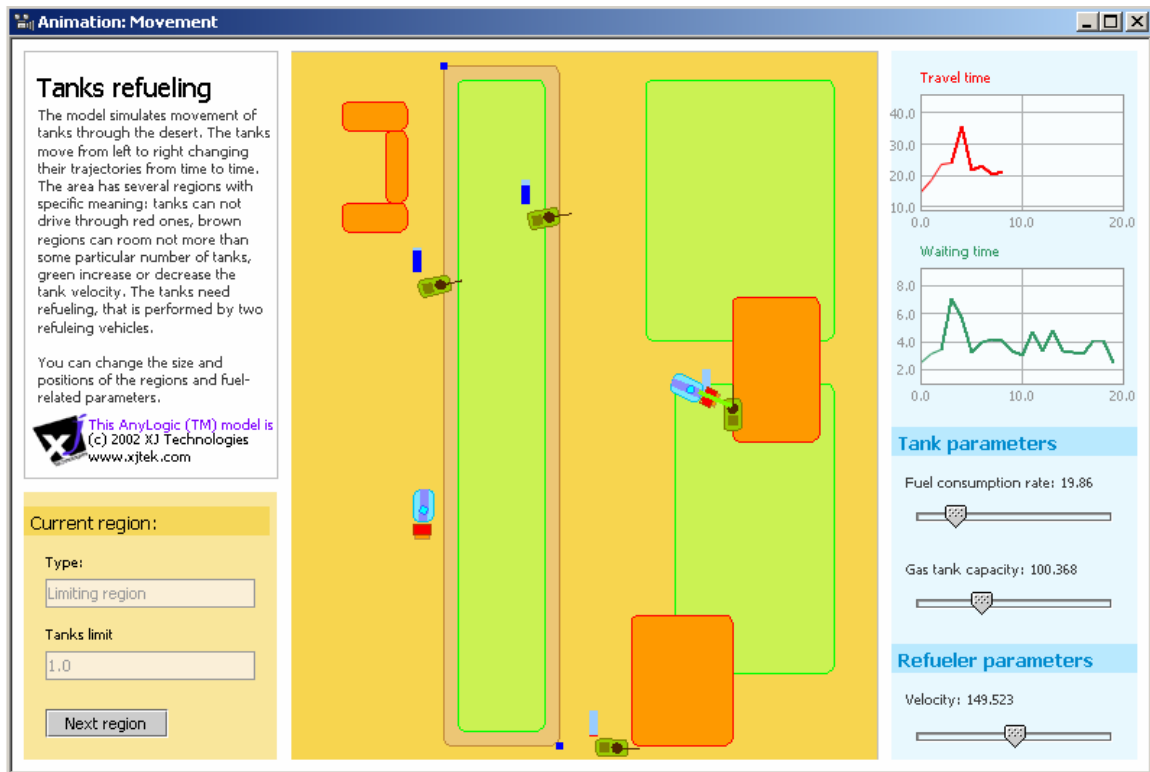 Animation: Movement
Tanks refueling
The model simulates movement of
tanks through the desert. The tanks
move from left to right changing
their trajectories from time to time.
The area has several regions with
specific meaning: tanks can not
drive through red ones, brown
regions can room not more than
some particular number of tanks,
green increase or decrease the
tank velocity. The tanks need
refueling, that is performed by two
refuleing vehicles.
You can change the size and
positions of the regions and fuel-
related parameters.
This AnyLogic (TM) model is
(c) 2002 XJ Technologies
www.xjtek.com
Current region:
Type:
Limiting region
Tanks limit
1.0
Next region
Travel time
40.0
30.0
20.0
10.0
0.0 10.0 20.0
Waiting time
8.0
6.0
4.0
2.0
0.0 10.0 20.0
Tank parameters
Fuel consumption rate: 19.86
Gas tank capacity: 100.368
Refueler parameters
Velocity: 149.523